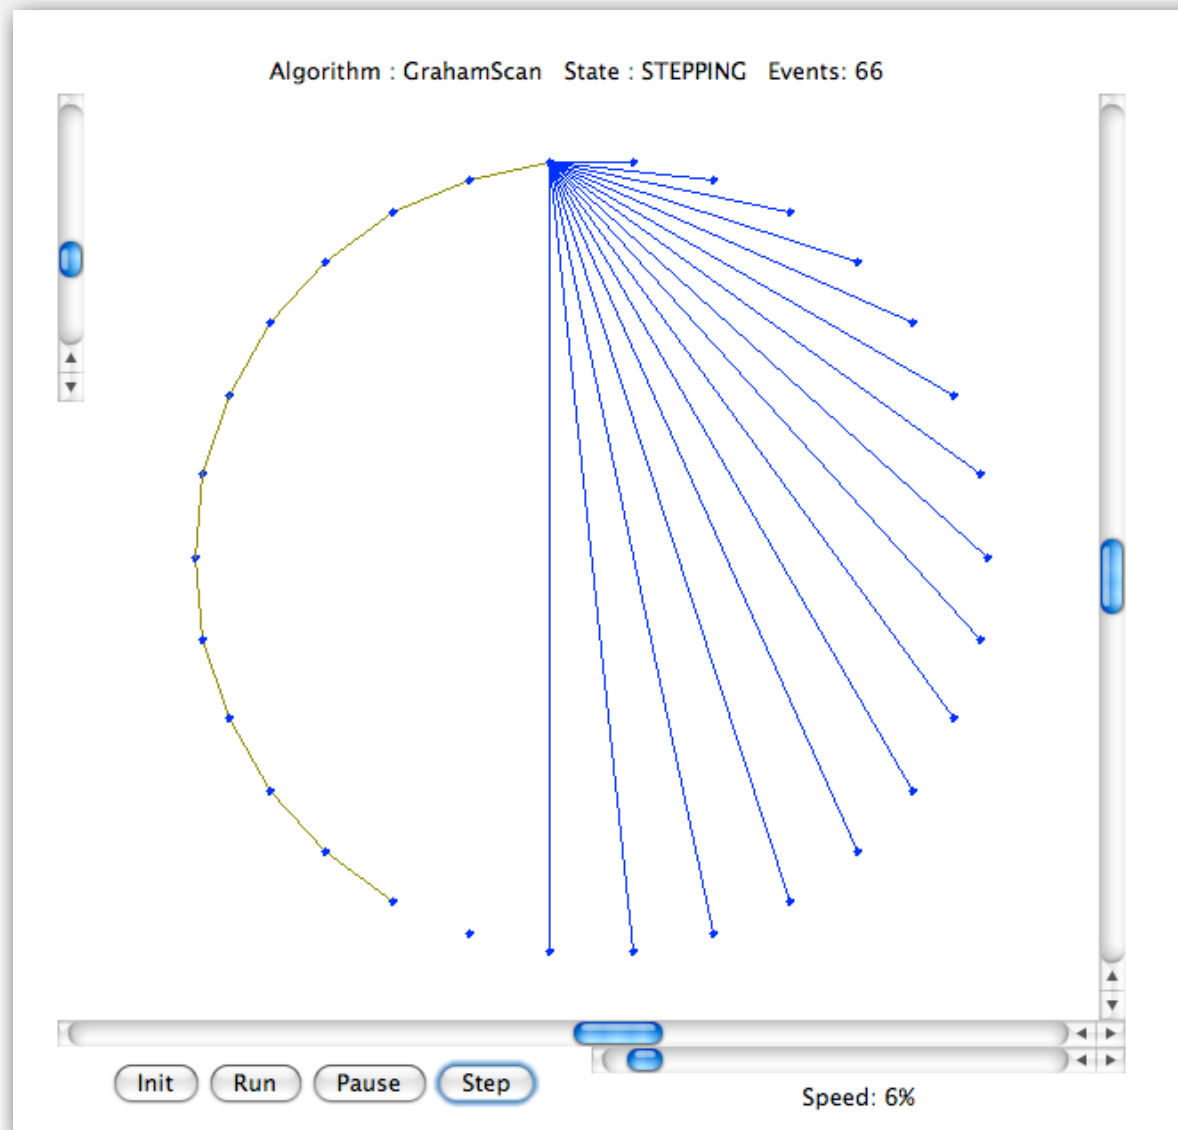 Algorithm : GrahamScan State : STEPPING Events: 66
Init Run Pause Step
Speed: 6%